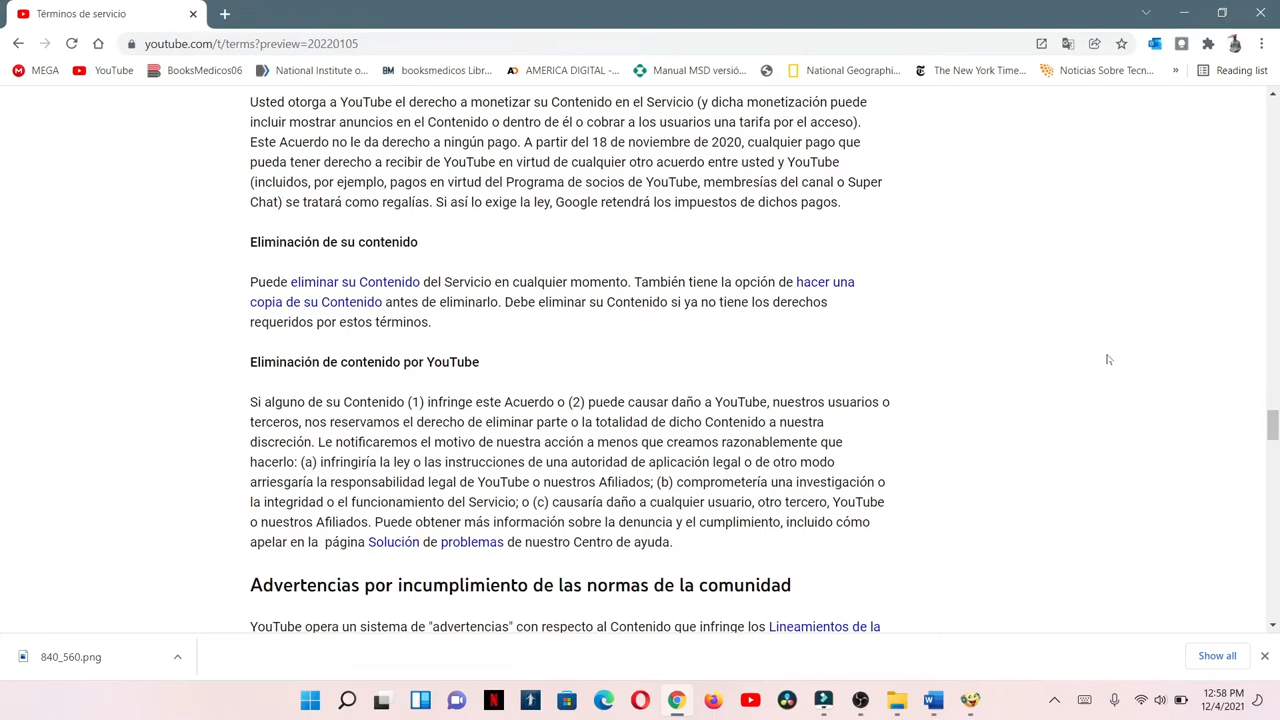 Términos de servicio
youtube.com/t/terms?preview=20220105
MEGA
YouTube
BooksMedicos06
National Institute o...
BM booksmedicos Libr...
AD AMERICA DIGITAL -...
Manual MSD versió...
National Geographi...
The New York Time...
Noticias Sobre Tecn...
»
Reading list
Usted otorga a YouTube el derecho a monetizar su Contenido en el Servicio (y dicha monetización puede
incluir mostrar anuncios en el Contenido o dentro de él o cobrar a los usuarios una tarifa por el acceso).
Este Acuerdo no le da derecho a ningún pago. A partir del 18 de noviembre de 2020, cualquier pago que
pueda tener derecho a recibir de YouTube en virtud de cualquier otro acuerdo entre usted y YouTube
(incluidos, por ejemplo, pagos en virtud del Programa de socios de YouTube, membresías del canal o Super
Chat) se tratará como regalías. Si así lo exige la ley, Google retendrá los impuestos de dichos pagos.
Eliminación de su contenido
Puede eliminar su Contenido del Servicio en cualquier momento. También tiene la opción de hacer una
copia de su Contenido antes de eliminarlo. Debe eliminar su Contenido si ya no tiene los derechos
requeridos por estos términos.
Eliminación de contenido por YouTube
Si alguno de su Contenido (1) infringe este Acuerdo o (2) puede causar daño a YouTube, nuestros usuarios o
terceros, nos reservamos el derecho de eliminar parte o la totalidad de dicho Contenido a nuestra
discreción. Le notificaremos el motivo de nuestra acción a menos que creamos razonablemente que
hacerlo: (a) infringiría la ley o las instrucciones de una autoridad de aplicación legal o de otro modo
arriesgaría la responsabilidad legal de YouTube o nuestros Afiliados; (b) comprometería una investigación o
la integridad o el funcionamiento del Servicio; o (c) causaría daño a cualquier usuario, otro tercero, YouTube
o nuestros Afiliados. Puede obtener más información sobre la denuncia y el cumplimiento, incluido cómo
apelar en la página Solución de problemas de nuestro Centro de ayuda.
Advertencias por incumplimiento de las normas de la comunidad
YouTube opera un sistema de "advertencias" con respecto al Contenido que infringe los Lineamientos de la
840_560.png
Show all
12:58 PM
12/4/2021